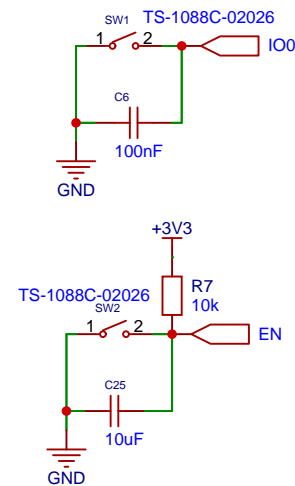 SW1 TS-1088C-02026
1 2 IO0
C6
100nF
GND
+3V3
R7
10k
TS-1088C-02026
SW2
1 2 EN
C25
10uF
GND